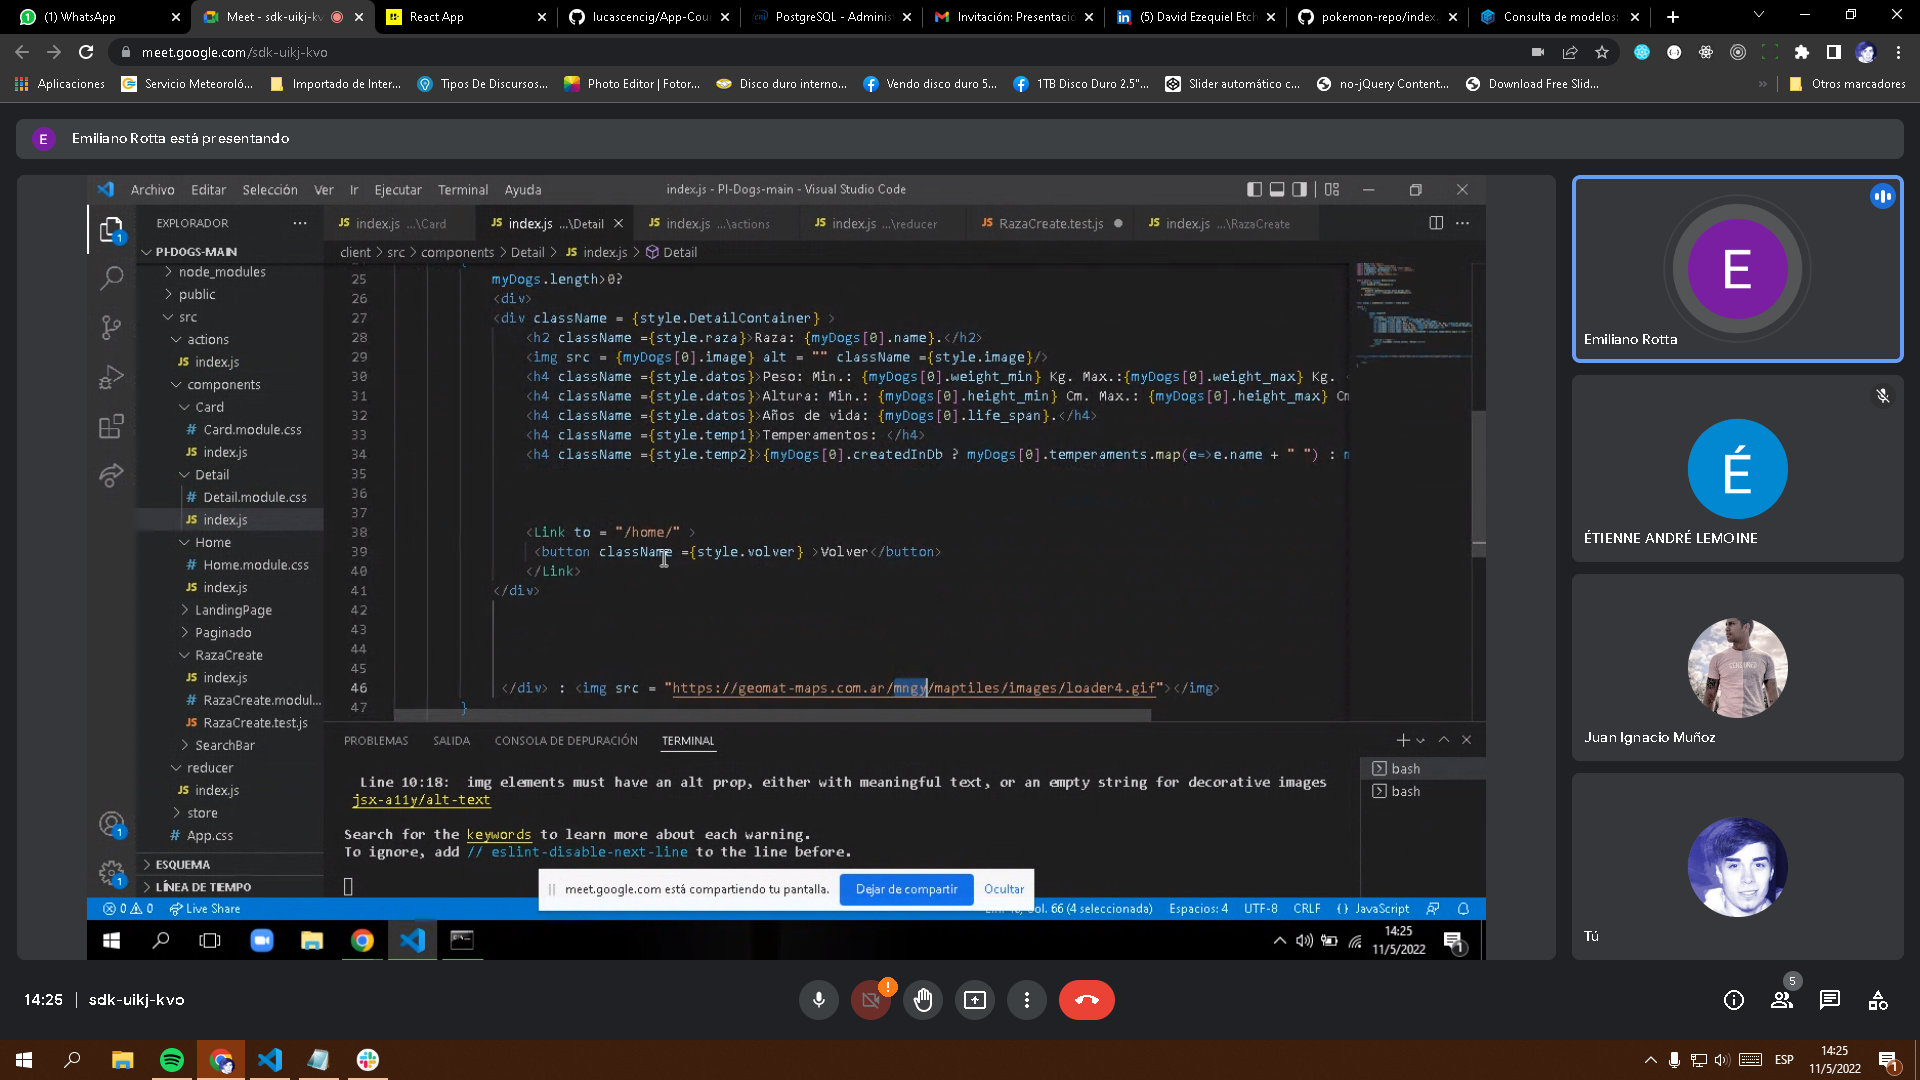 (1) WhatsApp
Meet - sdk-uikj-kv
React App
lucascencig/App-Cou
PostgreSQL - Adminis
Invitación: Presentació
(5) David Ezequiel Etch
pokemon-repo/index.
Consulta de modelos:
meet.google.com/sdk-uikj-kvo
Aplicaciones
Servicio Meteoroló...
Importado de Inter...
Tipos De Discursos...
Photo Editor | Fotor...
Disco duro interno...
Vendo disco duro 5...
1TB Disco Duro 2.5"...
Slider automático c...
no-jQuery Content...
Download Free Slid...
»
Otros marcadores
E
Emiliano Rotta está presentando
Archivo
Editar
Selección
Ver
Ir
Ejecutar
Terminal
Ayuda
index.js - PI-Dogs-main - Visual Studio Code
EXPLORADOR
JS index.js ...\Card
JS index.js ...\Detail
JS index.js ...\actions
JS index.js ...\reducer
JS RazaCreate.test.js
JS index.js ...\RazaCreate
client > src > components > Detail > JS index.js > Detail
PI-DOGS-MAIN
node_modules
public
src
actions
JS index.js
components
Card
# Card.module.css
JS index.js
Detail
# Detail.module.css
JS index.js
Home
# Home.module.css
JS index.js
LandingPage
Paginado
RazaCreate
JS index.js
# RazaCreate.modul...
JS RazaCreate.test.js
SearchBar
reducer
JS index.js
store
# App.css
ESQUEMA
LÍNEA DE TIEMPO
25 myDogs.length>0?
26 <div>
27 <div className = {style.DetailContainer} >
28 <h2 className ={style.raza}>Raza: {myDogs[0].name}.</h2>
29 <img src = {myDogs[0].image} alt = "" className ={style.image}/>
30 <h4 className ={style.datos}>Peso: Min.: {myDogs[0].weight_min} Kg. Max.:{myDogs[0].weight_max} Kg. <
31 <h4 className ={style.datos}>Altura: Min.: {myDogs[0].height_min} Cm. Max.: {myDogs[0].height_max} Cm
32 <h4 className ={style.datos}>Años de vida: {myDogs[0].life_span}.</h4>
33 <h4 className ={style.temp1}>Temperamentos: </h4>
34 <h4 className ={style.temp2}>{myDogs[0].createdInDb ? myDogs[0].temperaments.map(e=>e.name + " ") : m
35
36
37
38 <Link to = "/home/" >
39 <button className ={style.volver} >Volver</button>
40 </Link>
41 </div>
42
43
44
45
46 </div> : <img src = "https://geomat-maps.com.ar/mngy/maptiles/images/loader4.gif"></img>
47 }
PROBLEMAS
SALIDA
CONSOLA DE DEPURACIÓN
TERMINAL
Line 10:18:  img elements must have an alt prop, either with meaningful text, or an empty string for decorative images
jsx-a11y/alt-text
Search for the keywords to learn more about each warning.
To ignore, add // eslint-disable-next-line to the line before.
bash
bash
meet.google.com está compartiendo tu pantalla.
Dejar de compartir
Ocultar
0 0
Live Share
Col. 66 (4 seleccionada)
Espacios: 4
UTF-8
CRLF
{ } JavaScript
14:25
11/5/2022
1
E
Emiliano Rotta
É
ÉTIENNE ANDRÉ LEMOINE
Juan Ignacio Muñoz
Tú
14:25 | sdk-uikj-kvo
5
ESP
14:25
11/5/2022
1